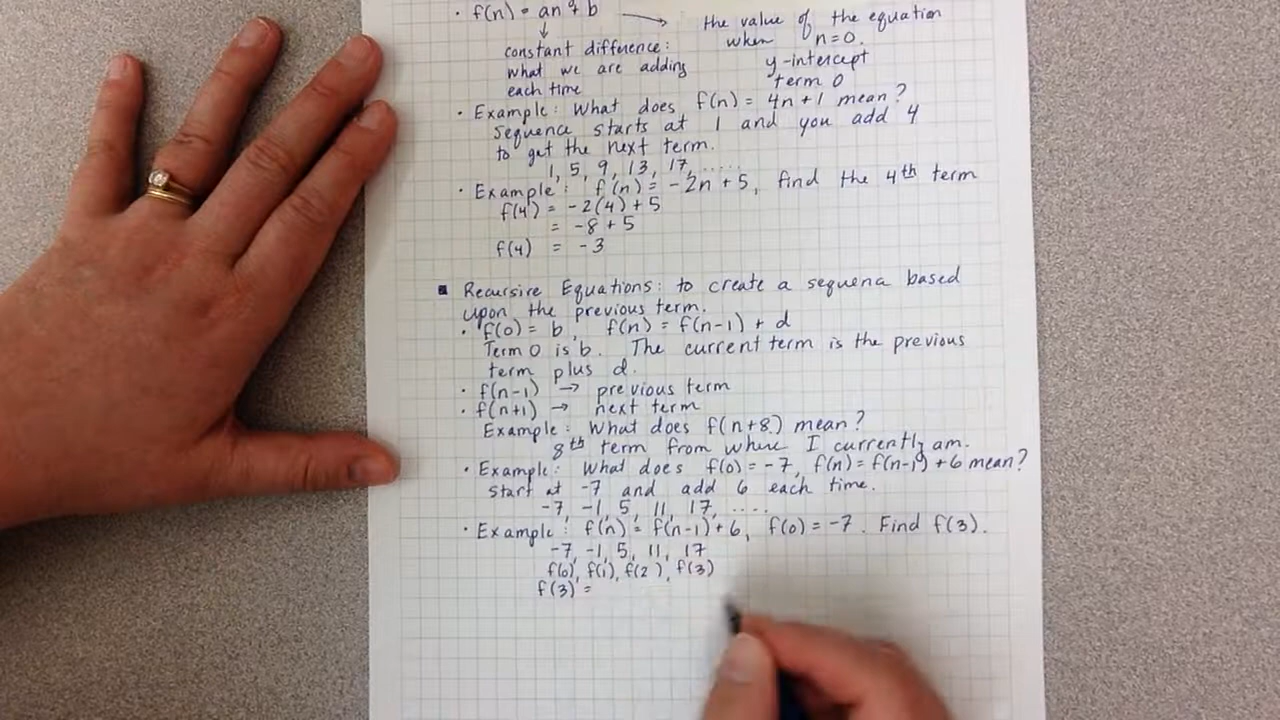 • f(n) = an + b → the value of the equation
when n=0.
constant difference:
y-intercept
what we are adding
term 0
each time
• Example: What does f(n) = 4n+1 mean?
Sequence starts at 1 and you add 4
to get the next term.
1, 5, 9, 13, 17, .....
• Example: f(n) = -2n + 5, find the 4th term
f(4) = -2(4) + 5
= -8 + 5
f(4) = -3
▪ Recursive Equations: to create a sequence based
upon the previous term.
• f(0) = b, f(n) = f(n-1) + d
Term 0 is b. The current term is the previous
term plus d.
• f(n-1) → previous term
• f(n+1) → next term
Example: What does f(n+8) mean?
8th term from where I currently am.
• Example: What does f(0) = -7, f(n) = f(n-1) + 6 mean?
start at -7 and add 6 each time.
-7, -1, 5, 11, 17, ....
• Example: f(n) = f(n-1) + 6, f(0) = -7. Find f(3).
-7, -1, 5, 11, 17
f(0), f(1), f(2), f(3)
f(3) =